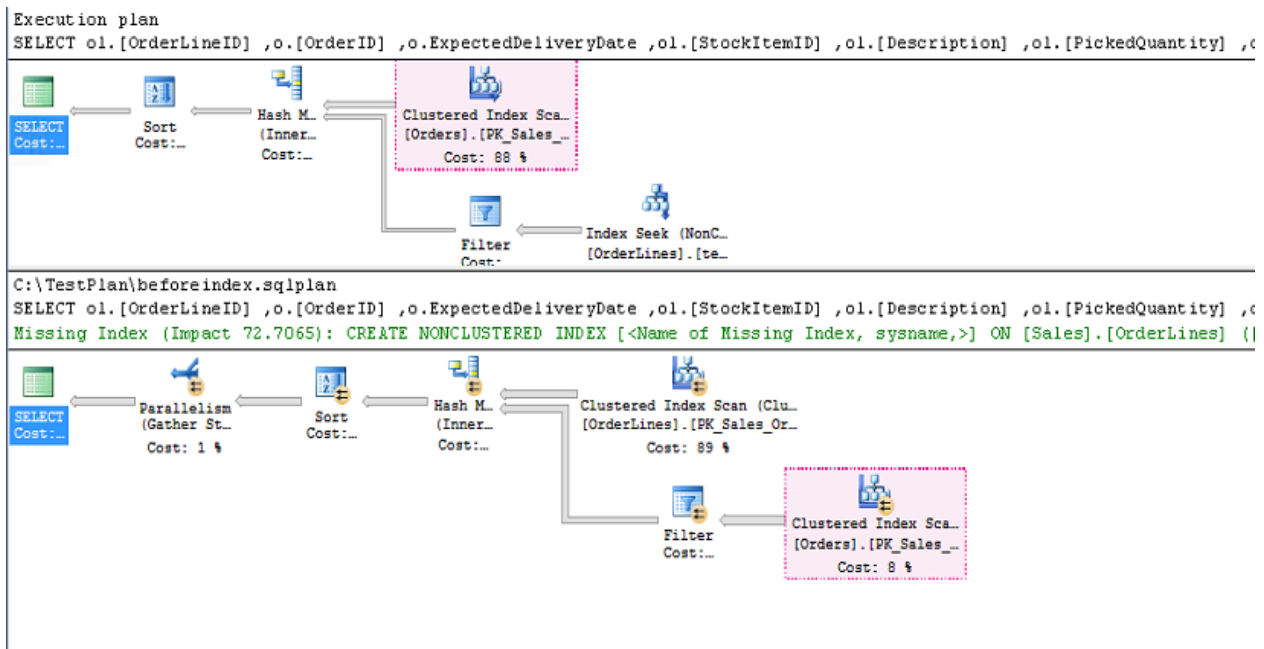 Execution plan
SELECT ol.[OrderLineID] ,o.[OrderID] ,o.ExpectedDeliveryDate ,ol.[StockItemID] ,ol.[Description] ,ol.[PickedQuantity] ,
SELECT
Cost:…
Sort
Cost:…
Hash M…
(Inner…
Cost:…
Clustered Index Sca…
[Orders].[PK_Sales_…
Cost: 88 %
Filter
Cost:
Index Seek (NonC…
[OrderLines].[te…
C:\TestPlan\beforeindex.sqlplan
SELECT ol.[OrderLineID] ,o.[OrderID] ,o.ExpectedDeliveryDate ,ol.[StockItemID] ,ol.[Description] ,ol.[PickedQuantity] ,
Missing Index (Impact 72.7065): CREATE NONCLUSTERED INDEX [<Name of Missing Index, sysname,>] ON [Sales].[OrderLines] ([
SELECT
Cost:…
Parallelism
(Gather St…
Cost: 1 %
Sort
Cost:…
Hash M…
(Inner…
Cost:…
Clustered Index Scan (Clu…
[OrderLines].[PK_Sales_Or…
Cost: 89 %
Filter
Cost:…
Clustered Index Sca…
[Orders].[PK_Sales_…
Cost: 8 %